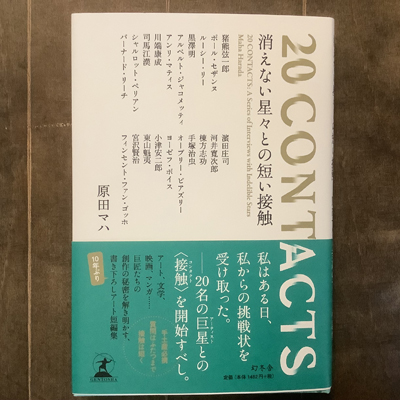 20 CONTACTS
消えない星々との短い接触
20 CONTACTS: A Series of Interviews with Indelible Stars
Maha Harada
猪熊弦一郎
ポール・セザンヌ
ルーシー・リー
黒澤明
アルベルト・ジャコメッティ
アンリ・マティス
川端康成
司馬江漢
シャルロット・ペリアン
バーナード・リーチ
濱田庄司
河井寛次郎
棟方志功
手塚治虫
オーブリー・ビアズリー
ヨーゼフ・ボイス
小津安二郎
東山魁夷
宮沢賢治
フィンセント・ファン・ゴッホ
原田マハ
私はある日、
私からの挑戦状を
受け取った。
――20名の巨星との
〈接触〉を開始すべし。
アート、文学、
映画、マンガ……
巨匠たちの
創作の秘密を解き明かす、
書き下ろしアート短編集
10年ぶり
幻冬舎
GENTOSHA